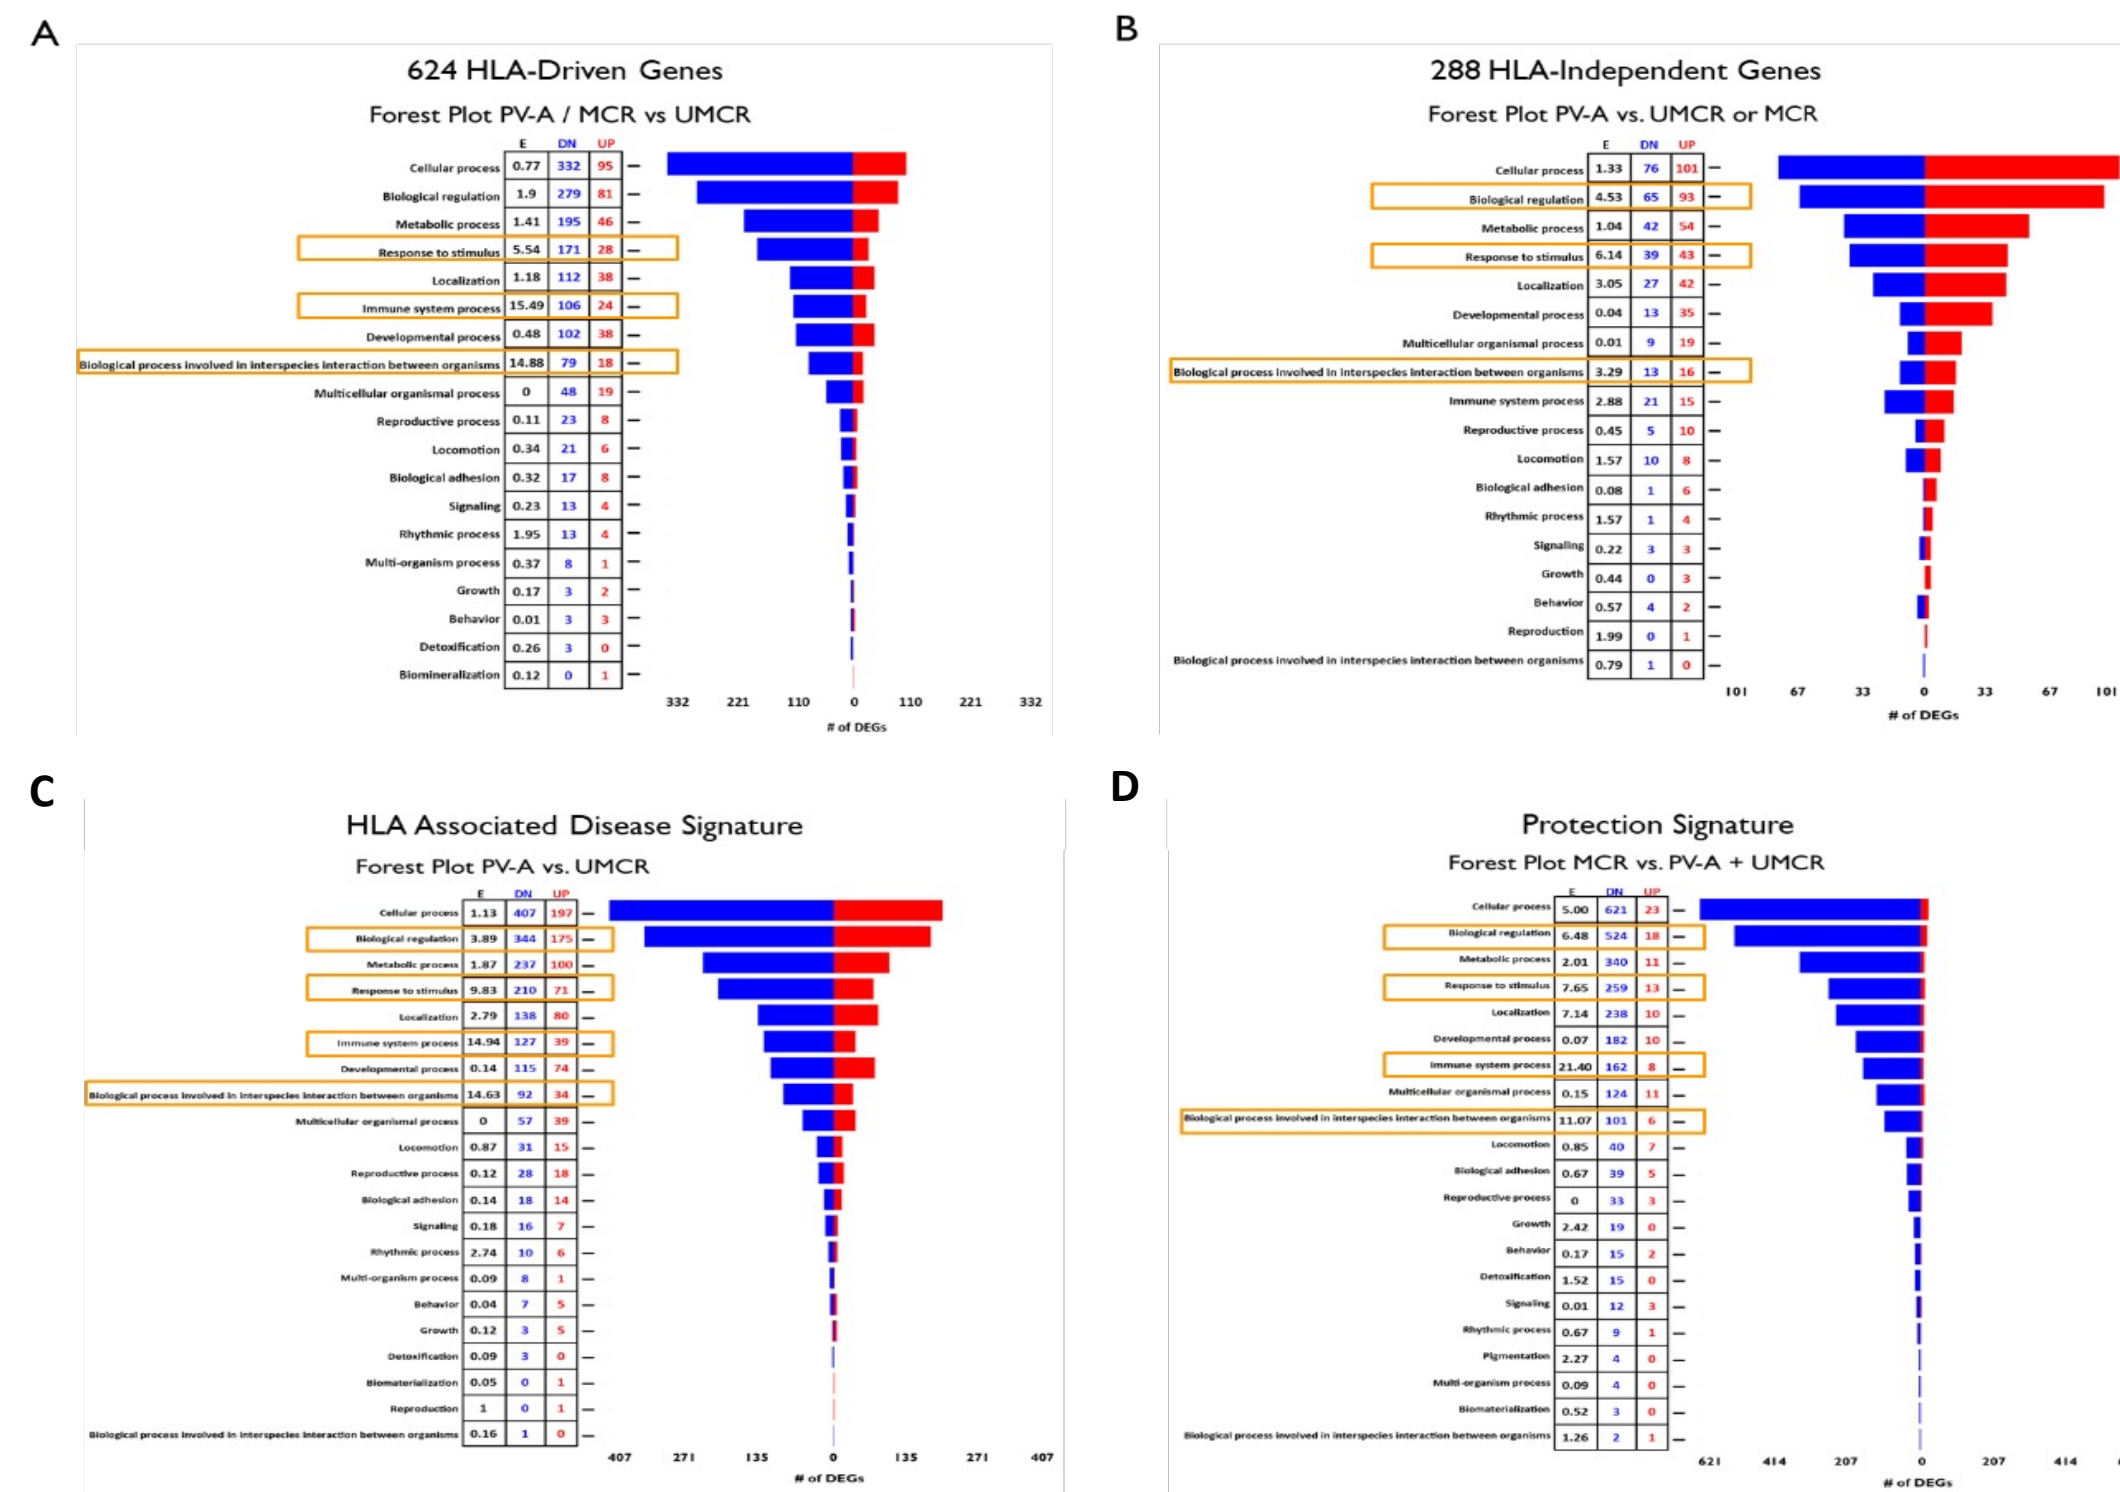 A
624 HLA-Driven Genes
Forest Plot PV-A / MCR vs UMCR
E DN UP
Cellular process 0.77 332 95
Biological regulation 1.9 279 81
Metabolic process 1.41 195 46
Response to stimulus 5.54 171 28
Localization 1.18 112 38
Immune system process 15.49 106 24
Developmental process 0.48 102 38
Biological process involved in interspecies interaction between organisms 14.88 79 18
Multicellular organismal process 0 48 19
Reproductive process 0.11 23 8
Locomotion 0.34 21 6
Biological adhesion 0.32 17 8
Signaling 0.23 13 4
Rhythmic process 1.95 13 4
Multi-organism process 0.37 8 1
Growth 0.17 3 2
Behavior 0.01 3 3
Detoxification 0.26 3 0
Biomineralization 0.12 0 1
332 221 110 0 110 221 332
# of DEGs
B
288 HLA-Independent Genes
Forest Plot PV-A vs. UMCR or MCR
E DN UP
Cellular process 1.33 76 101
Biological regulation 4.53 65 93
Metabolic process 1.04 42 54
Response to stimulus 6.14 39 43
Localization 3.05 27 42
Developmental process 0.04 13 35
Multicellular organismal process 0.01 9 19
Biological process involved in interspecies interaction between organisms 3.29 13 16
Immune system process 2.88 21 15
Reproductive process 0.45 5 10
Locomotion 1.57 10 8
Biological adhesion 0.08 1 6
Rhythmic process 1.57 1 4
Signaling 0.22 3 3
Growth 0.44 0 3
Behavior 0.57 4 2
Reproduction 1.99 0 1
Biological process involved in interspecies interaction between organisms 0.79 1 0
101 67 33 0 33 67 101
# of DEGs
C
HLA Associated Disease Signature
Forest Plot PV-A vs. UMCR
E DN UP
Cellular process 1.13 407 197
Biological regulation 3.89 344 175
Metabolic process 1.87 237 100
Response to stimulus 9.83 210 71
Localization 2.79 138 80
Immune system process 14.94 127 39
Developmental process 0.14 115 74
Biological process involved in interspecies interaction between organisms 14.63 92 34
Multicellular organismal process 0 57 39
Locomotion 0.87 31 15
Reproductive process 0.12 28 18
Biological adhesion 0.14 18 14
Signaling 0.18 16 7
Rhythmic process 2.74 10 6
Multi-organism process 0.09 8 1
Behavior 0.04 7 5
Growth 0.12 3 5
Detoxification 0.09 3 0
Biomaterialization 0.05 0 1
Reproduction 1 0 1
Biological process involved in interspecies interaction between organisms 0.16 1 0
407 271 135 0 135 271 407
# of DEGs
D
Protection Signature
Forest Plot MCR vs. PV-A + UMCR
E DN UP
Cellular process 5.00 621 23
Biological regulation 6.48 524 18
Metabolic process 2.01 340 11
Response to stimulus 7.65 259 13
Localization 7.14 238 10
Developmental process 0.07 182 10
Immune system process 21.40 162 8
Multicellular organismal process 0.15 124 11
Biological process involved in interspecies interaction between organisms 11.07 101 6
Locomotion 0.85 40 7
Biological adhesion 0.67 39 5
Reproductive process 0 33 3
Growth 2.42 19 0
Behavior 0.17 15 2
Detoxification 1.52 15 0
Signaling 0.01 12 3
Rhythmic process 0.67 9 1
Pigmentation 2.27 4 0
Multi-organism process 0.09 4 0
Biomaterialization 0.52 3 0
Biological process involved in interspecies interaction between organisms 1.26 2 1
621 414 207 0 207 414
# of DEGs